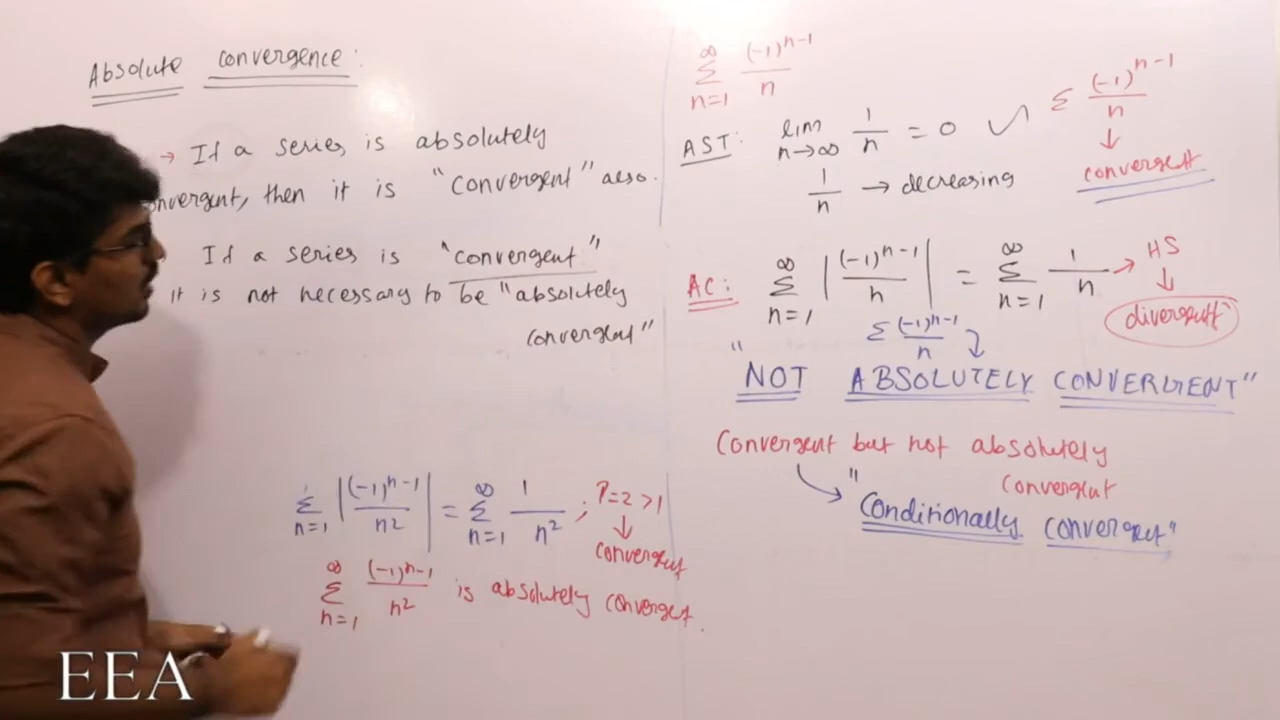 Absolute convergence:
→ If a series is absolutely
convergent, then it is "convergent" also.
If a series is "convergent"
it is not necessary to be "absolutely
convergent"
∞
Σ |(-1)^n-1 / n²| = Σ 1/n² ; P=2 >1
n=1 n=1
↓
convergent
∞
Σ (-1)^n-1 / n² is absolutely convergent.
n=1
∞
Σ (-1)^n-1 / n
n=1
AST: lim 1/n = 0
n→∞
1/n → decreasing
Σ (-1)^n-1 / n
↓
convergent
∞ ∞
AC: Σ |(-1)^n-1 / n| = Σ 1/n → HS
n=1 n=1
↓
divergent
Σ (-1)^n-1 / n
"NOT ABSOLUTELY CONVERGENT"
Convergent but not absolutely
convergent
"Conditionally convergent"
EEA